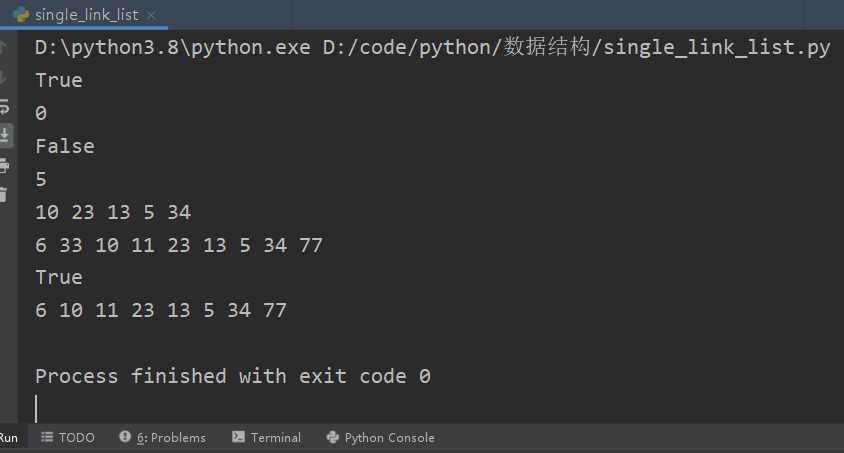 single_link_list
D:\python3.8\python.exe D:/code/python/数据结构/single_link_list.py
True
0
False
5
10 23 13 5 34
6 33 10 11 23 13 5 34 77
True
6 10 11 23 13 5 34 77
Process finished with exit code 0
Run TODO 6: Problems Terminal Python Console